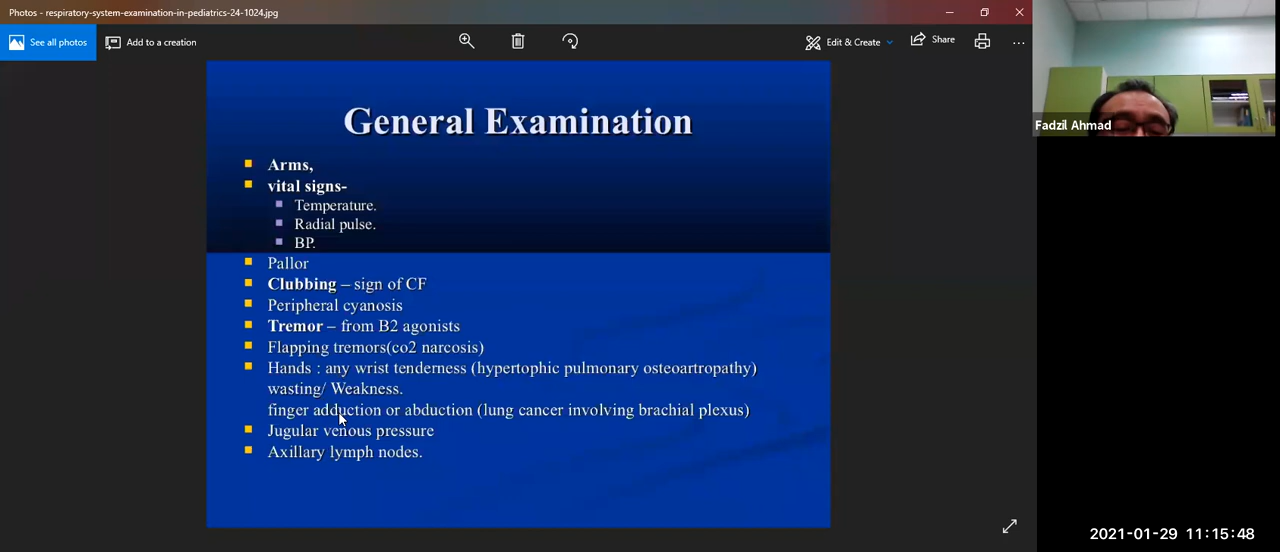 Photos - respiratory-system-examination-in-pediatrics-24-1024.jpg
See all photos
Add to a creation
Edit & Create
Share
General Examination
Arms,
vital signs-
Temperature.
Radial pulse.
BP.
Pallor
Clubbing – sign of CF
Peripheral cyanosis
Tremor – from B2 agonists
Flapping tremors(co2 narcosis)
Hands : any wrist tenderness (hypertophic pulmonary osteoartropathy)
wasting/ Weakness.
finger adduction or abduction (lung cancer involving brachial plexus)
Jugular venous pressure
Axillary lymph nodes.
Fadzil Ahmad
2021-01-29 11:15:48